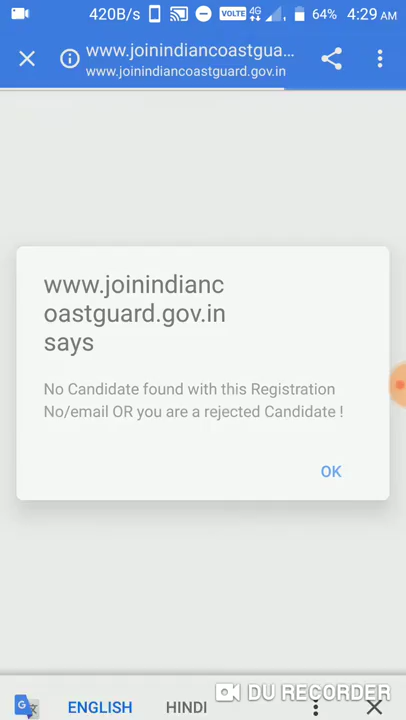 420B/s VOLTE 4G 64% 4:29 AM
www.joinindiancoastgua...
www.joinindiancoastguard.gov.in
www.joinindianc
oastguard.gov.in
says
No Candidate found with this Registration
No/email OR you are a rejected Candidate !
OK
DU RECORDER
G 文 ENGLISH HINDI